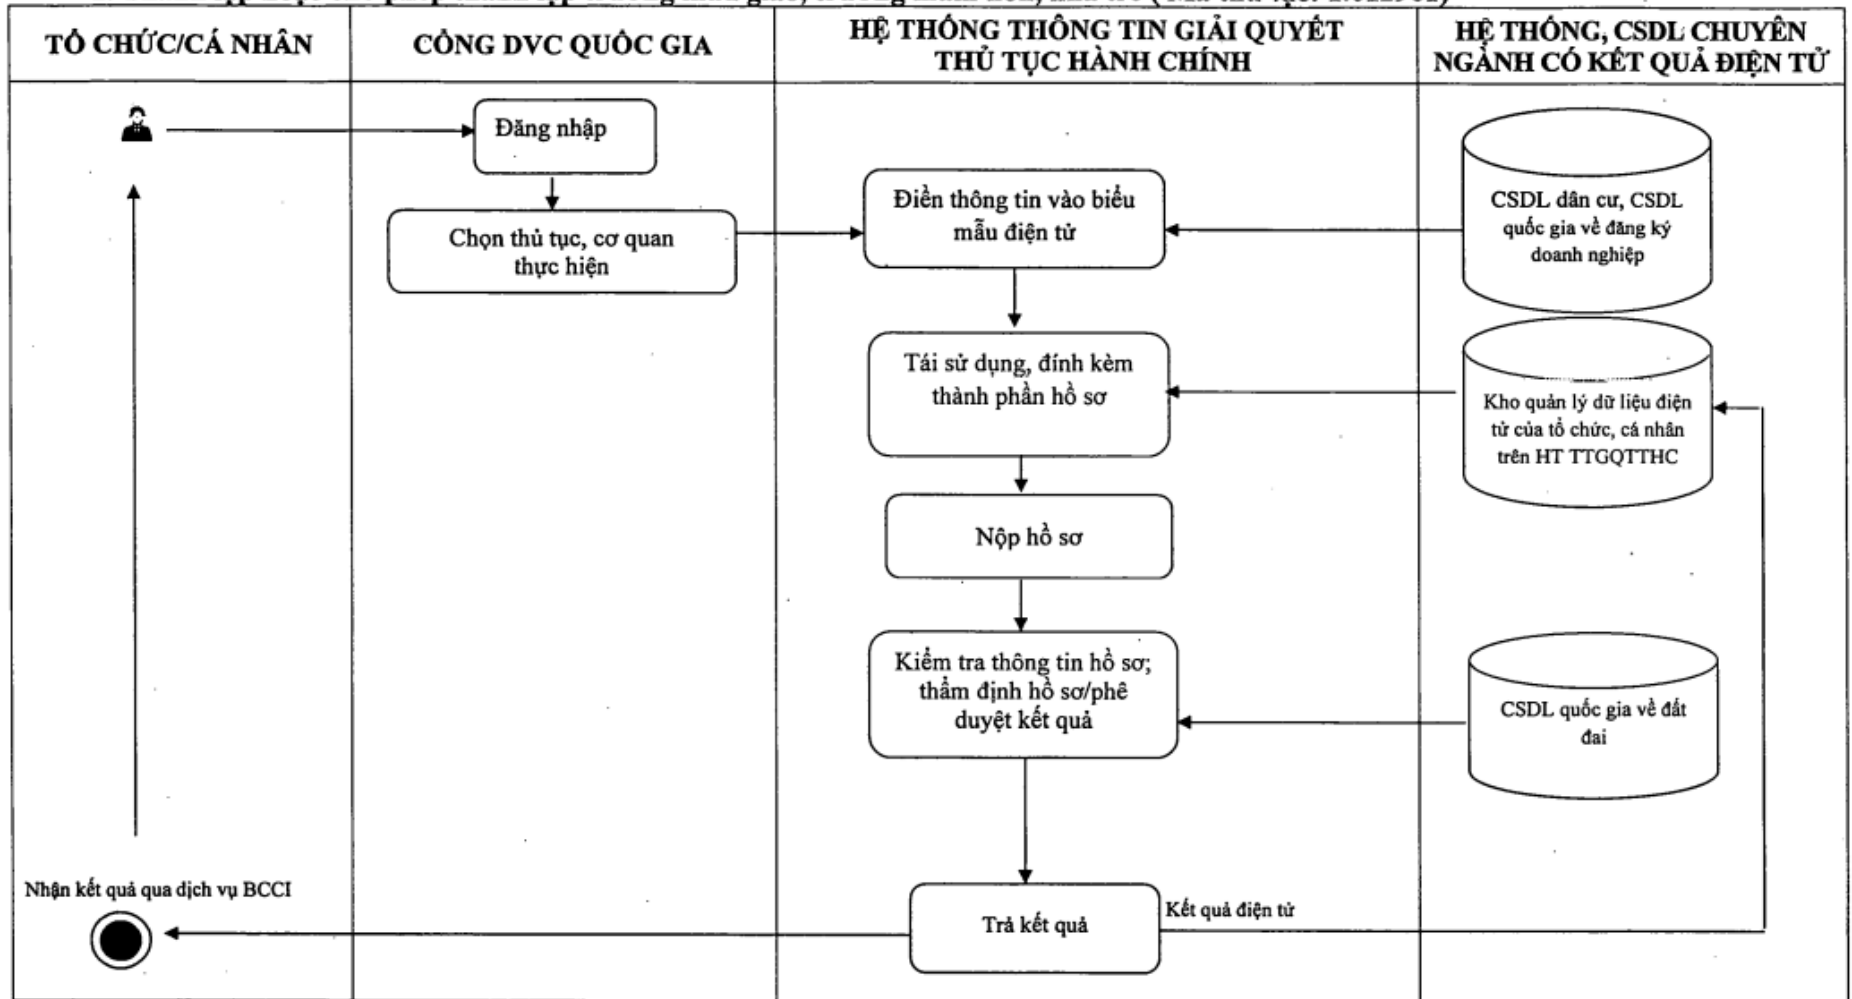 TỔ CHỨC/CÁ NHÂN
CỔNG DVC QUỐC GIA
HỆ THỐNG THÔNG TIN GIẢI QUYẾT
THỦ TỤC HÀNH CHÍNH
HỆ THỐNG, CSDL CHUYÊN
NGÀNH CÓ KẾT QUẢ ĐIỆN TỬ
Đăng nhập
Chọn thủ tục, cơ quan
thực hiện
Điền thông tin vào biểu
mẫu điện tử
CSDL dân cư, CSDL
quốc gia về đăng ký
doanh nghiệp
Tái sử dụng, đính kèm
thành phần hồ sơ
Kho quản lý dữ liệu điện
tử của tổ chức, cá nhân
trên HT TTGQTTHC
Nộp hồ sơ
Kiểm tra thông tin hồ sơ;
thẩm định hồ sơ/phê
duyệt kết quả
CSDL quốc gia về đất
đai
Nhận kết quả qua dịch vụ BCCI
Trả kết quả
Kết quả điện tử